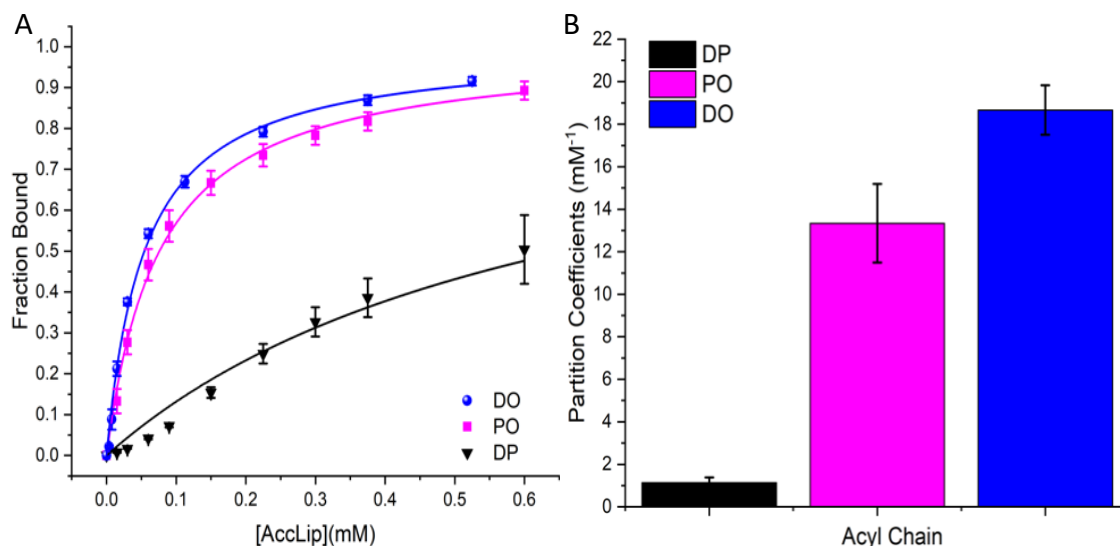 A
1.0
0.9
0.8
0.7
0.6
0.5
0.4
0.3
0.2
0.1
0.0
Fraction Bound
DO
PO
DP
0.0 0.1 0.2 0.3 0.4 0.5 0.6
[AccLip](mM)
B
22
20
18
16
14
12
10
8
6
4
2
0
Partition Coefficients (mM⁻¹)
DP
PO
DO
Acyl Chain